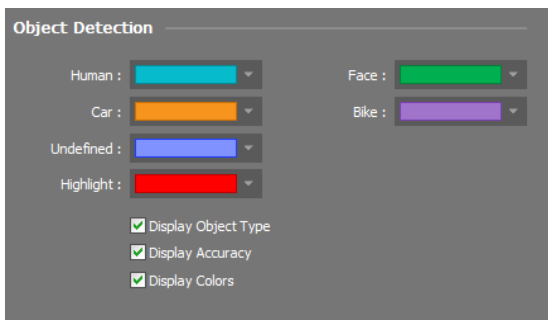 Object Detection
Human : Face :
Car : Bike :
Undefined :
Highlight :
Display Object Type
Display Accuracy
Display Colors